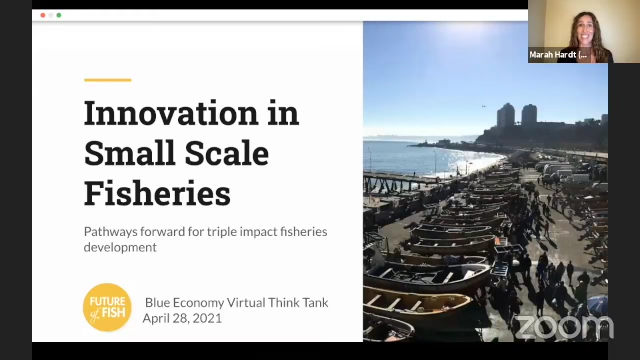 Marah Hardt (...
Innovation in
Small Scale
Fisheries
Pathways forward for triple impact fisheries
development
FUTURE
of FISH
Blue Economy Virtual Think Tank
April 28, 2021
zoom